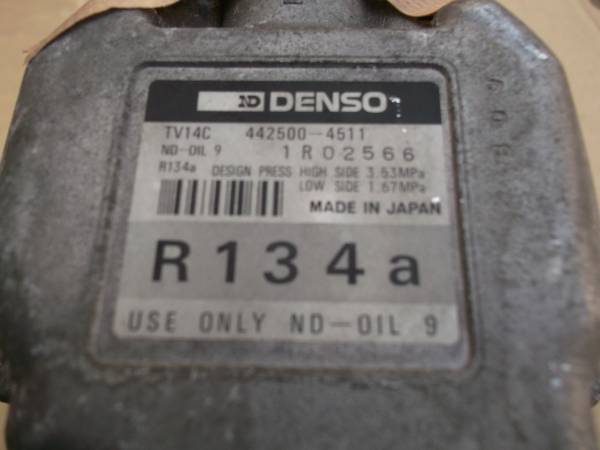 ND DENSO
TV14C 442500-4511
ND-OIL 9 1R02566
R134a DESIGN PRESS HIGH SIDE 3.53MPa
LOW SIDE 1.67MPa
MADE IN JAPAN
R134a
USE ONLY ND-OIL 9